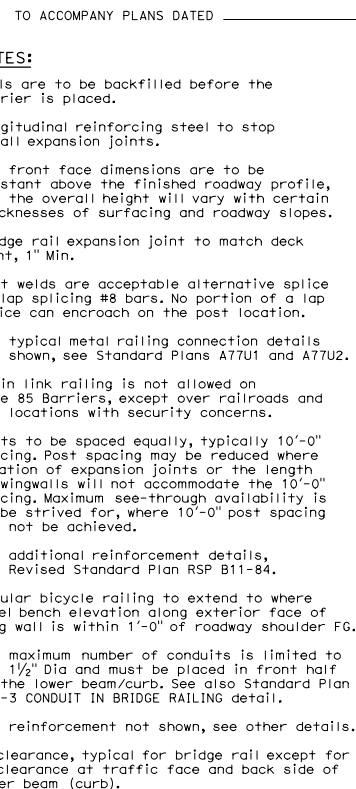 TO ACCOMPANY PLANS DATED
TES:
ls are to be backfilled before the
rier is placed.
gitudinal reinforcing steel to stop
all expansion joints.
front face dimensions are to be
stant above the finished roadway profile,
the overall height will vary with certain
cknesses of surfacing and roadway slopes.
dge rail expansion joint to match deck
nt, 1" Min.
t welds are acceptable alternative splice
lap splicing #8 bars. No portion of a lap
ice can encroach on the post location.
typical metal railing connection details
shown, see Standard Plans A77U1 and A77U2.
in link railing is not allowed on
e 85 Barriers, except over railroads and
locations with security concerns.
ts to be spaced equally, typically 10'-0"
cing. Post spacing may be reduced where
ation of expansion joints or the length
wingwalls will not accommodate the 10'-0"
cing. Maximum see-through availability is
be strived for, where 10'-0" post spacing
not be achieved.
additional reinforcement details,
Revised Standard Plan RSP B11-84.
ular bicycle railing to extend to where
el bench elevation along exterior face of
g wall is within 1'-0" of roadway shoulder FG.
maximum number of conduits is limited to
1½" Dia and must be placed in front half
the lower beam/curb. See also Standard Plan
-3 CONDUIT IN BRIDGE RAILING detail.
reinforcement not shown, see other details.
clearance, typical for bridge rail except for
clearance at traffic face and back side of
er beam (curb).